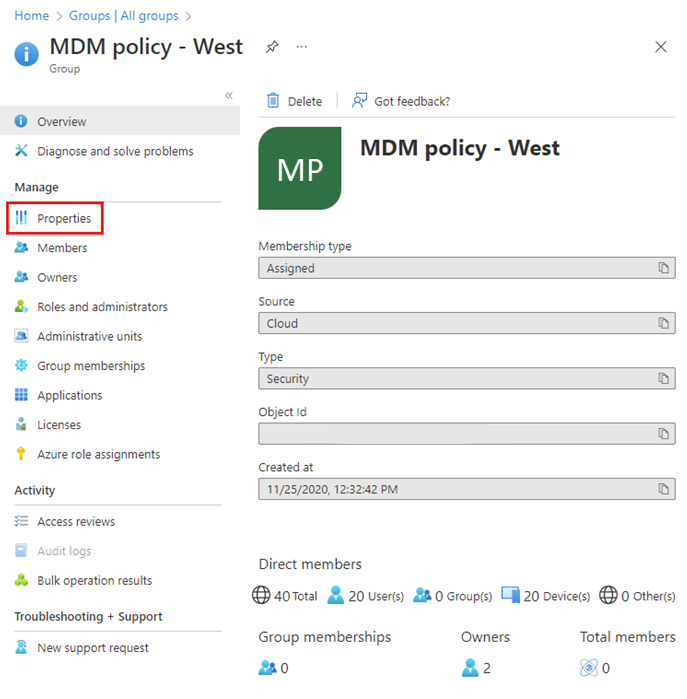 Home > Groups | All groups >
MDM policy - West
Group
Overview
Diagnose and solve problems
Manage
Properties
Members
Owners
Roles and administrators
Administrative units
Group memberships
Applications
Licenses
Azure role assignments
Activity
Access reviews
Audit logs
Bulk operation results
Troubleshooting + Support
New support request
Delete
Got feedback?
MP
MDM policy - West
Membership type
Assigned
Source
Cloud
Type
Security
Object Id
Created at
11/25/2020, 12:32:42 PM
Direct members
40 Total 20 User(s) 0 Group(s) 20 Device(s) 0 Other(s)
Group memberships Owners Total members
0 2 0